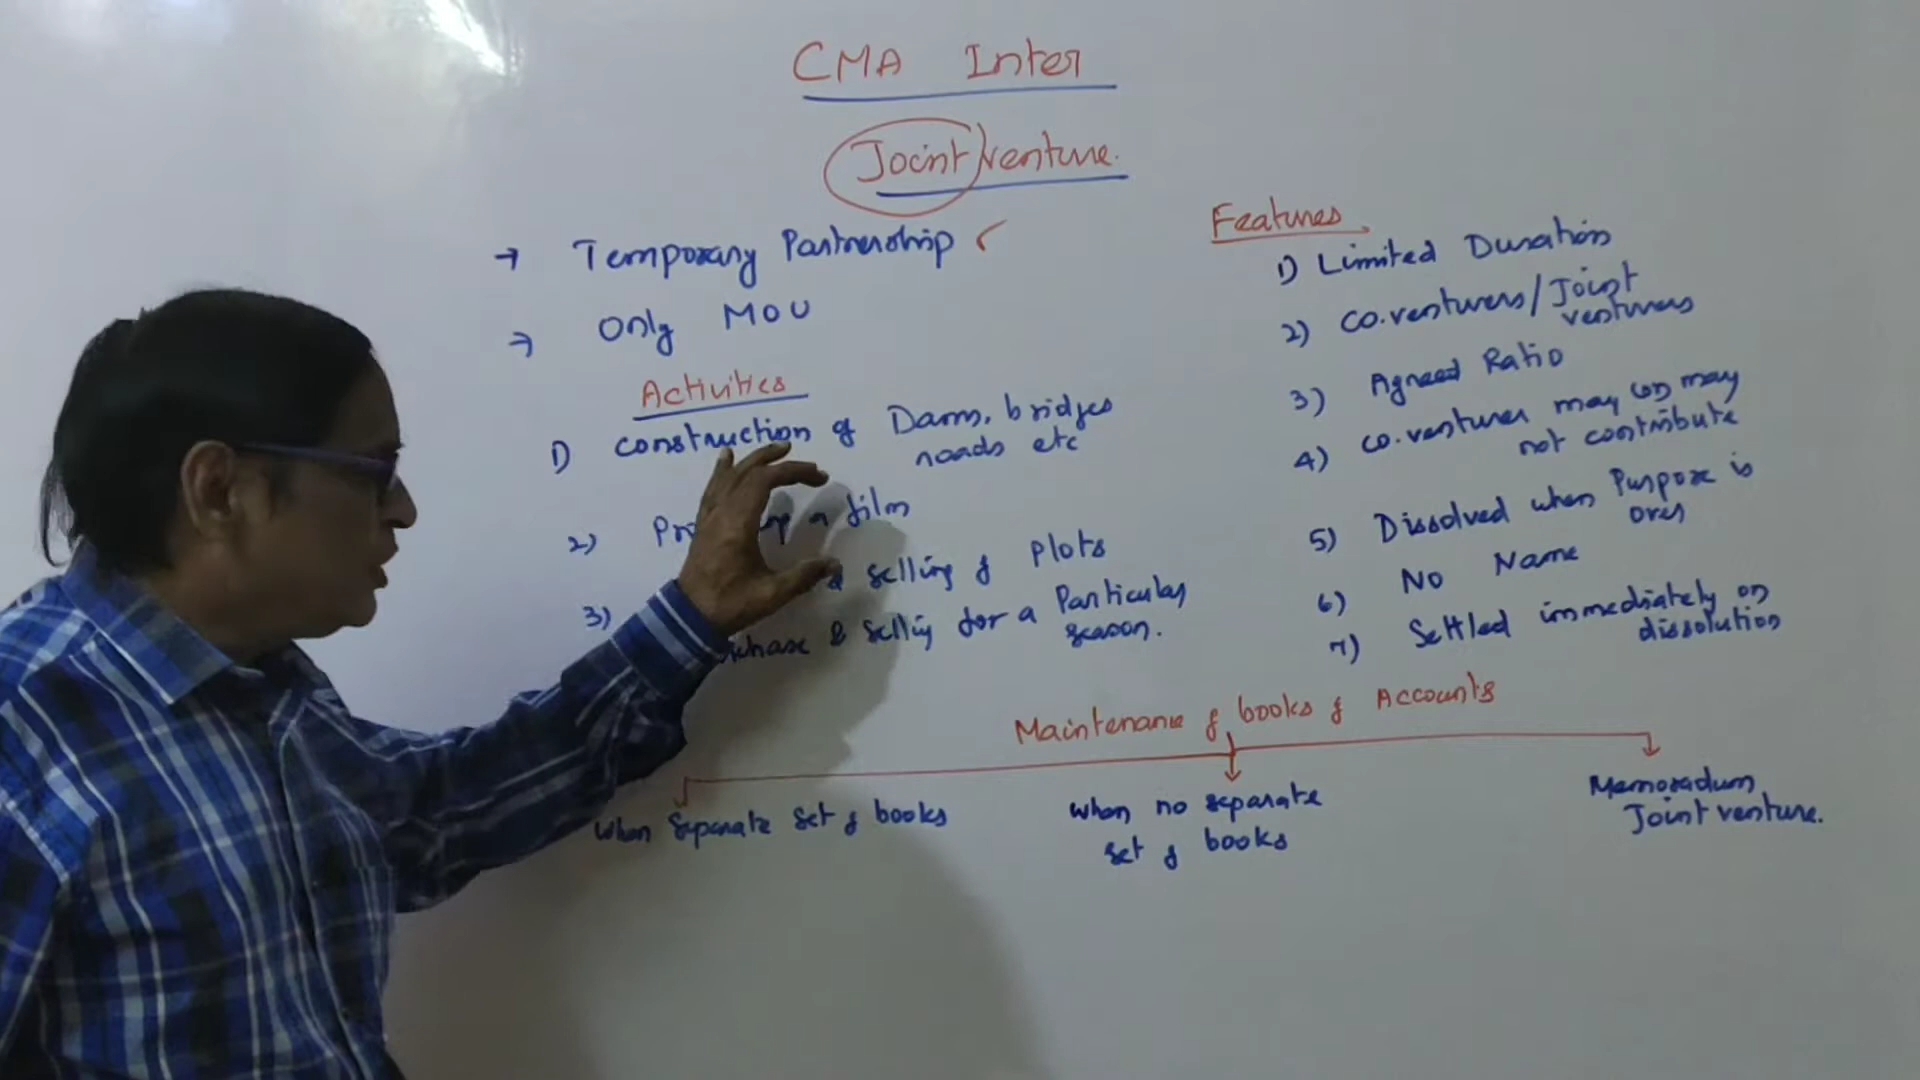 CMA Inter
Joint venture.
→ Temporary Partnership
→ Only MOU
Activities
1) construction of Dams, bridges
roads etc
2) a film
3) & selling of Plots
& selling for a Particular
season.
Features
1) Limited Duration
2) co.venturers/Joint
venturers
3) Agreed Ratio
4) co.venturer may or may
not contribute
5) Dissolved when Purpose is
over
6) No Name
7) Settled immediately on
dissolution
Maintenance of books of Accounts
when Separate Set of books
when no separate
set of books
Memoradum
Joint venture.